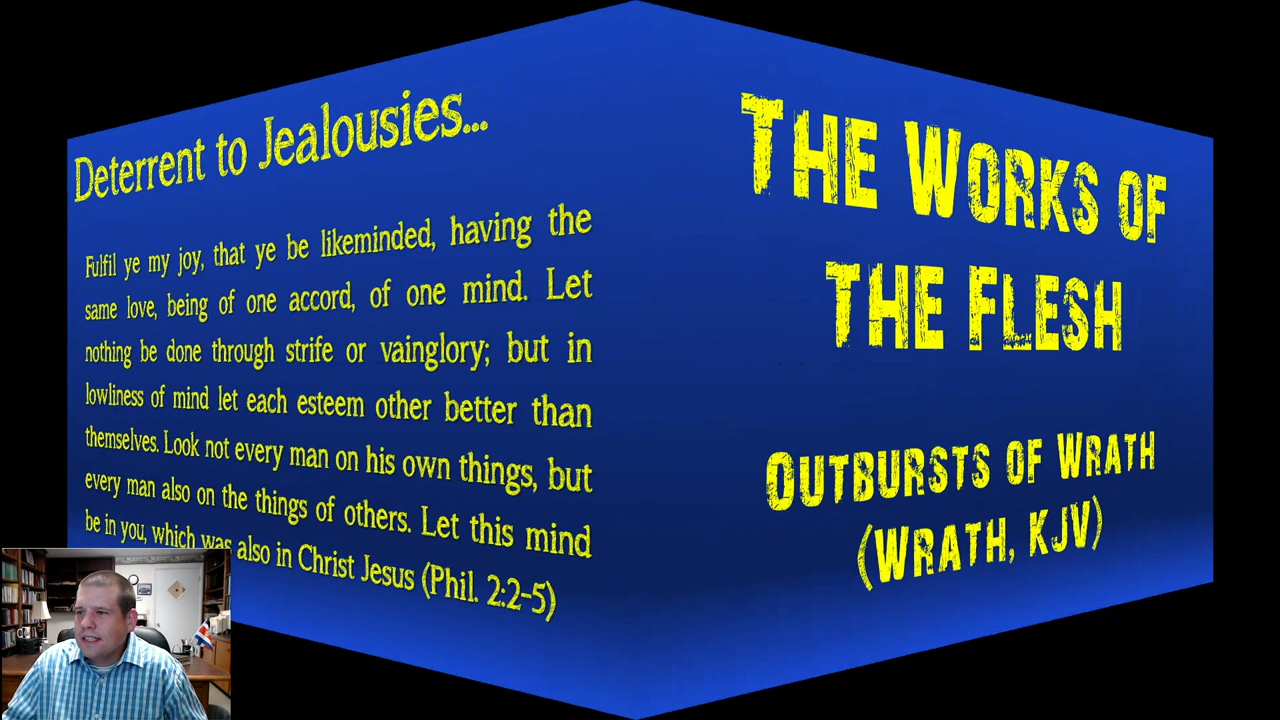 Deterrent to Jealousies...
Fulfil ye my joy, that ye be likeminded, having the
same love, being of one accord, of one mind. Let
nothing be done through strife or vainglory; but in
lowliness of mind let each esteem other better than
themselves. Look not every man on his own things, but
every man also on the things of others. Let this mind
be in you, which was also in Christ Jesus (Phil. 2:2-5)
The Works of
the Flesh
Outbursts of Wrath
(Wrath, KJV)